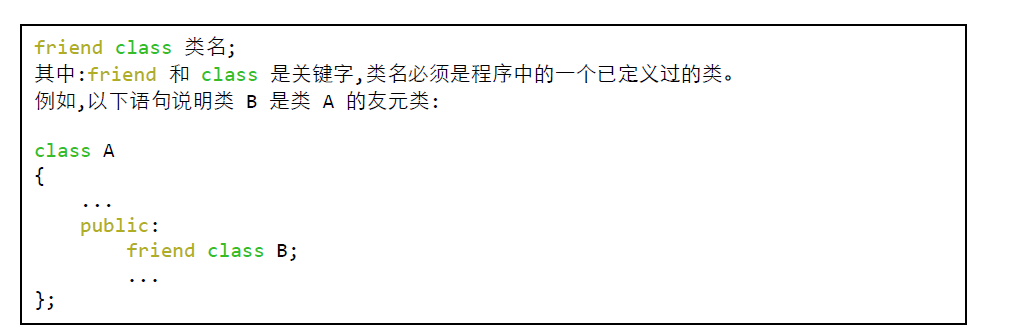 friend class 类名;
其中:friend 和 class 是关键字,类名必须是程序中的一个已定义过的类。
例如,以下语句说明类 B 是类 A 的友元类:
class A
{
...
public:
friend class B;
...
};